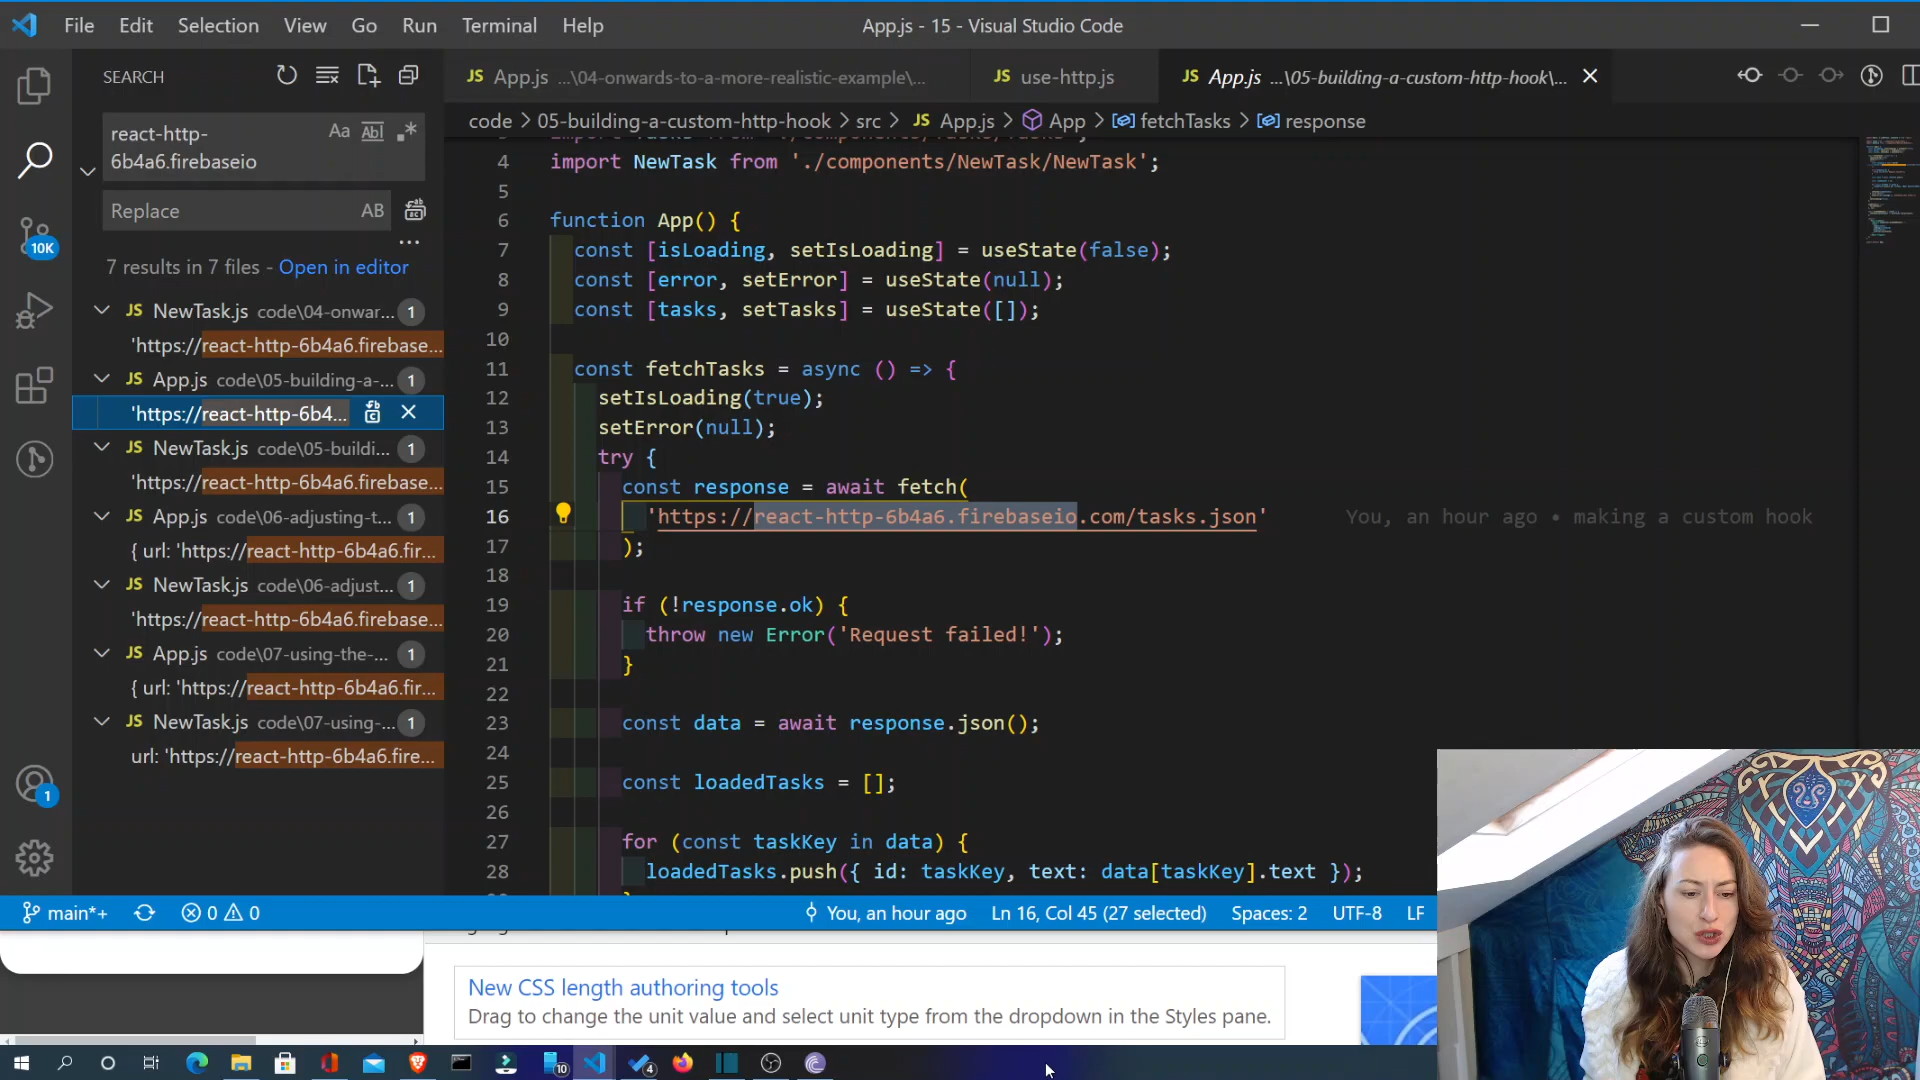 File Edit Selection View Go Run Terminal Help
App.js - 15 - Visual Studio Code
SEARCH
react-http-
6b4a6.firebaseio
Aa Abl .*
Replace
AB
...
7 results in 7 files - Open in editor
JS NewTask.js code\04-onwar... 1
'https://react-http-6b4a6.firebase...
JS App.js code\05-building-a-... 1
'https://react-http-6b4...
JS NewTask.js code\05-buildi... 1
'https://react-http-6b4a6.firebase...
JS App.js code\06-adjusting-t... 1
{ url: 'https://react-http-6b4a6.fir...
JS NewTask.js code\06-adjust... 1
'https://react-http-6b4a6.firebase...
JS App.js code\07-using-the-... 1
{ url: 'https://react-http-6b4a6.fir...
JS NewTask.js code\07-using-... 1
url: 'https://react-http-6b4a6.fire...
10K
1
JS App.js ...\04-onwards-to-a-more-realistic-example\...
JS use-http.js
JS App.js ...\05-building-a-custom-http-hook\...
code > 05-building-a-custom-http-hook > src > JS App.js > App > fetchTasks > response
4 import NewTask from './components/NewTask/NewTask';
5
6 function App() {
7 const [isLoading, setIsLoading] = useState(false);
8 const [error, setError] = useState(null);
9 const [tasks, setTasks] = useState([]);
10
11 const fetchTasks = async () => {
12 setIsLoading(true);
13 setError(null);
14 try {
15 const response = await fetch(
16 'https://react-http-6b4a6.firebaseio.com/tasks.json' You, an hour ago • making a custom hook
17 );
18
19 if (!response.ok) {
20 throw new Error('Request failed!');
21 }
22
23 const data = await response.json();
24
25 const loadedTasks = [];
26
27 for (const taskKey in data) {
28 loadedTasks.push({ id: taskKey, text: data[taskKey].text });
main*+ 0 0
You, an hour ago Ln 16, Col 45 (27 selected) Spaces: 2 UTF-8 LF
New CSS length authoring tools
Drag to change the unit value and select unit type from the dropdown in the Styles pane.
10
4